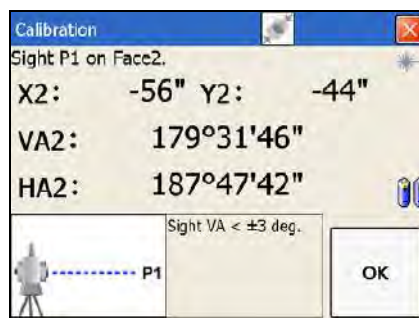 Calibration
Sight P1 on Face2.
X2: -56" Y2: -44"
VA2: 179°31'46"
HA2: 187°47'42"
Sight VA < ±3 deg.
P1
OK